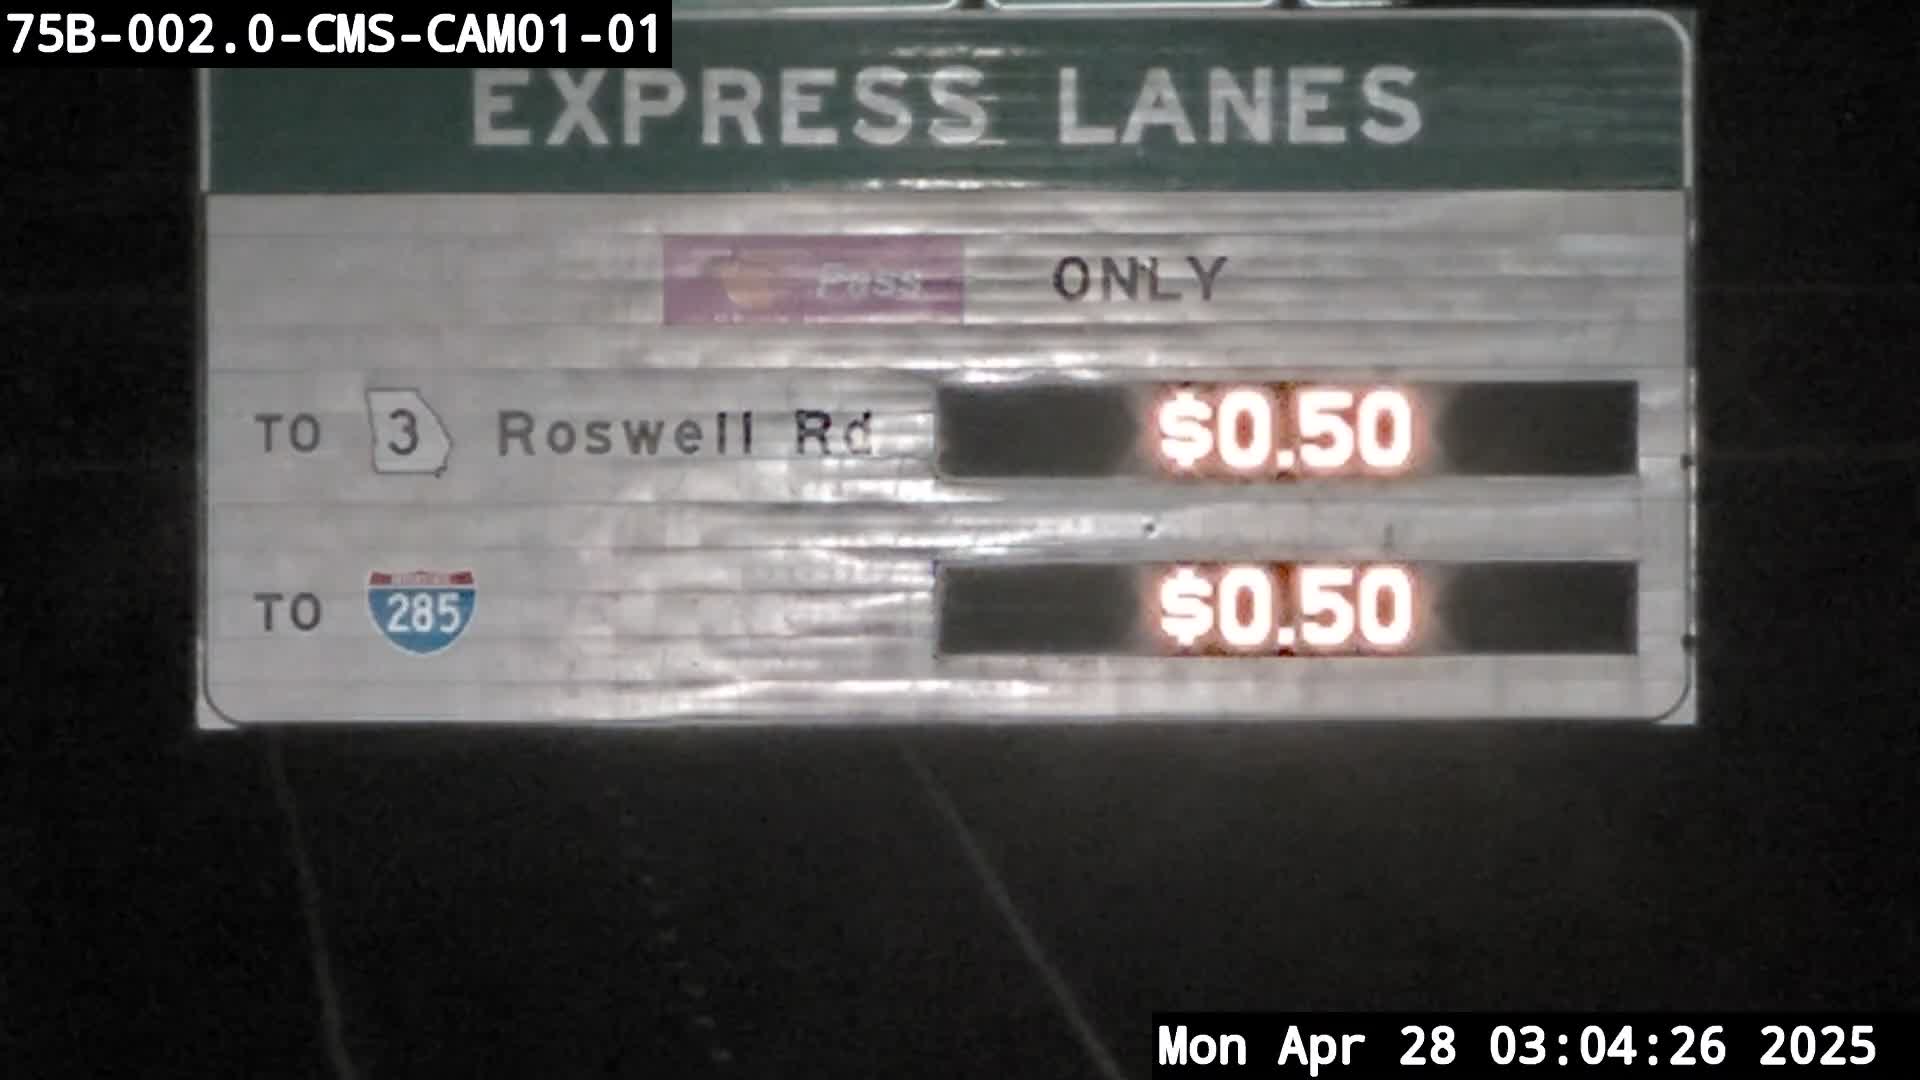 75B-002.0-CMS-CAM01-01
EXPRESS LANES
Pass ONLY
TO 3 Roswell Rd $0.50
TO 285 $0.50
Mon Apr 28 03:04:26 2025